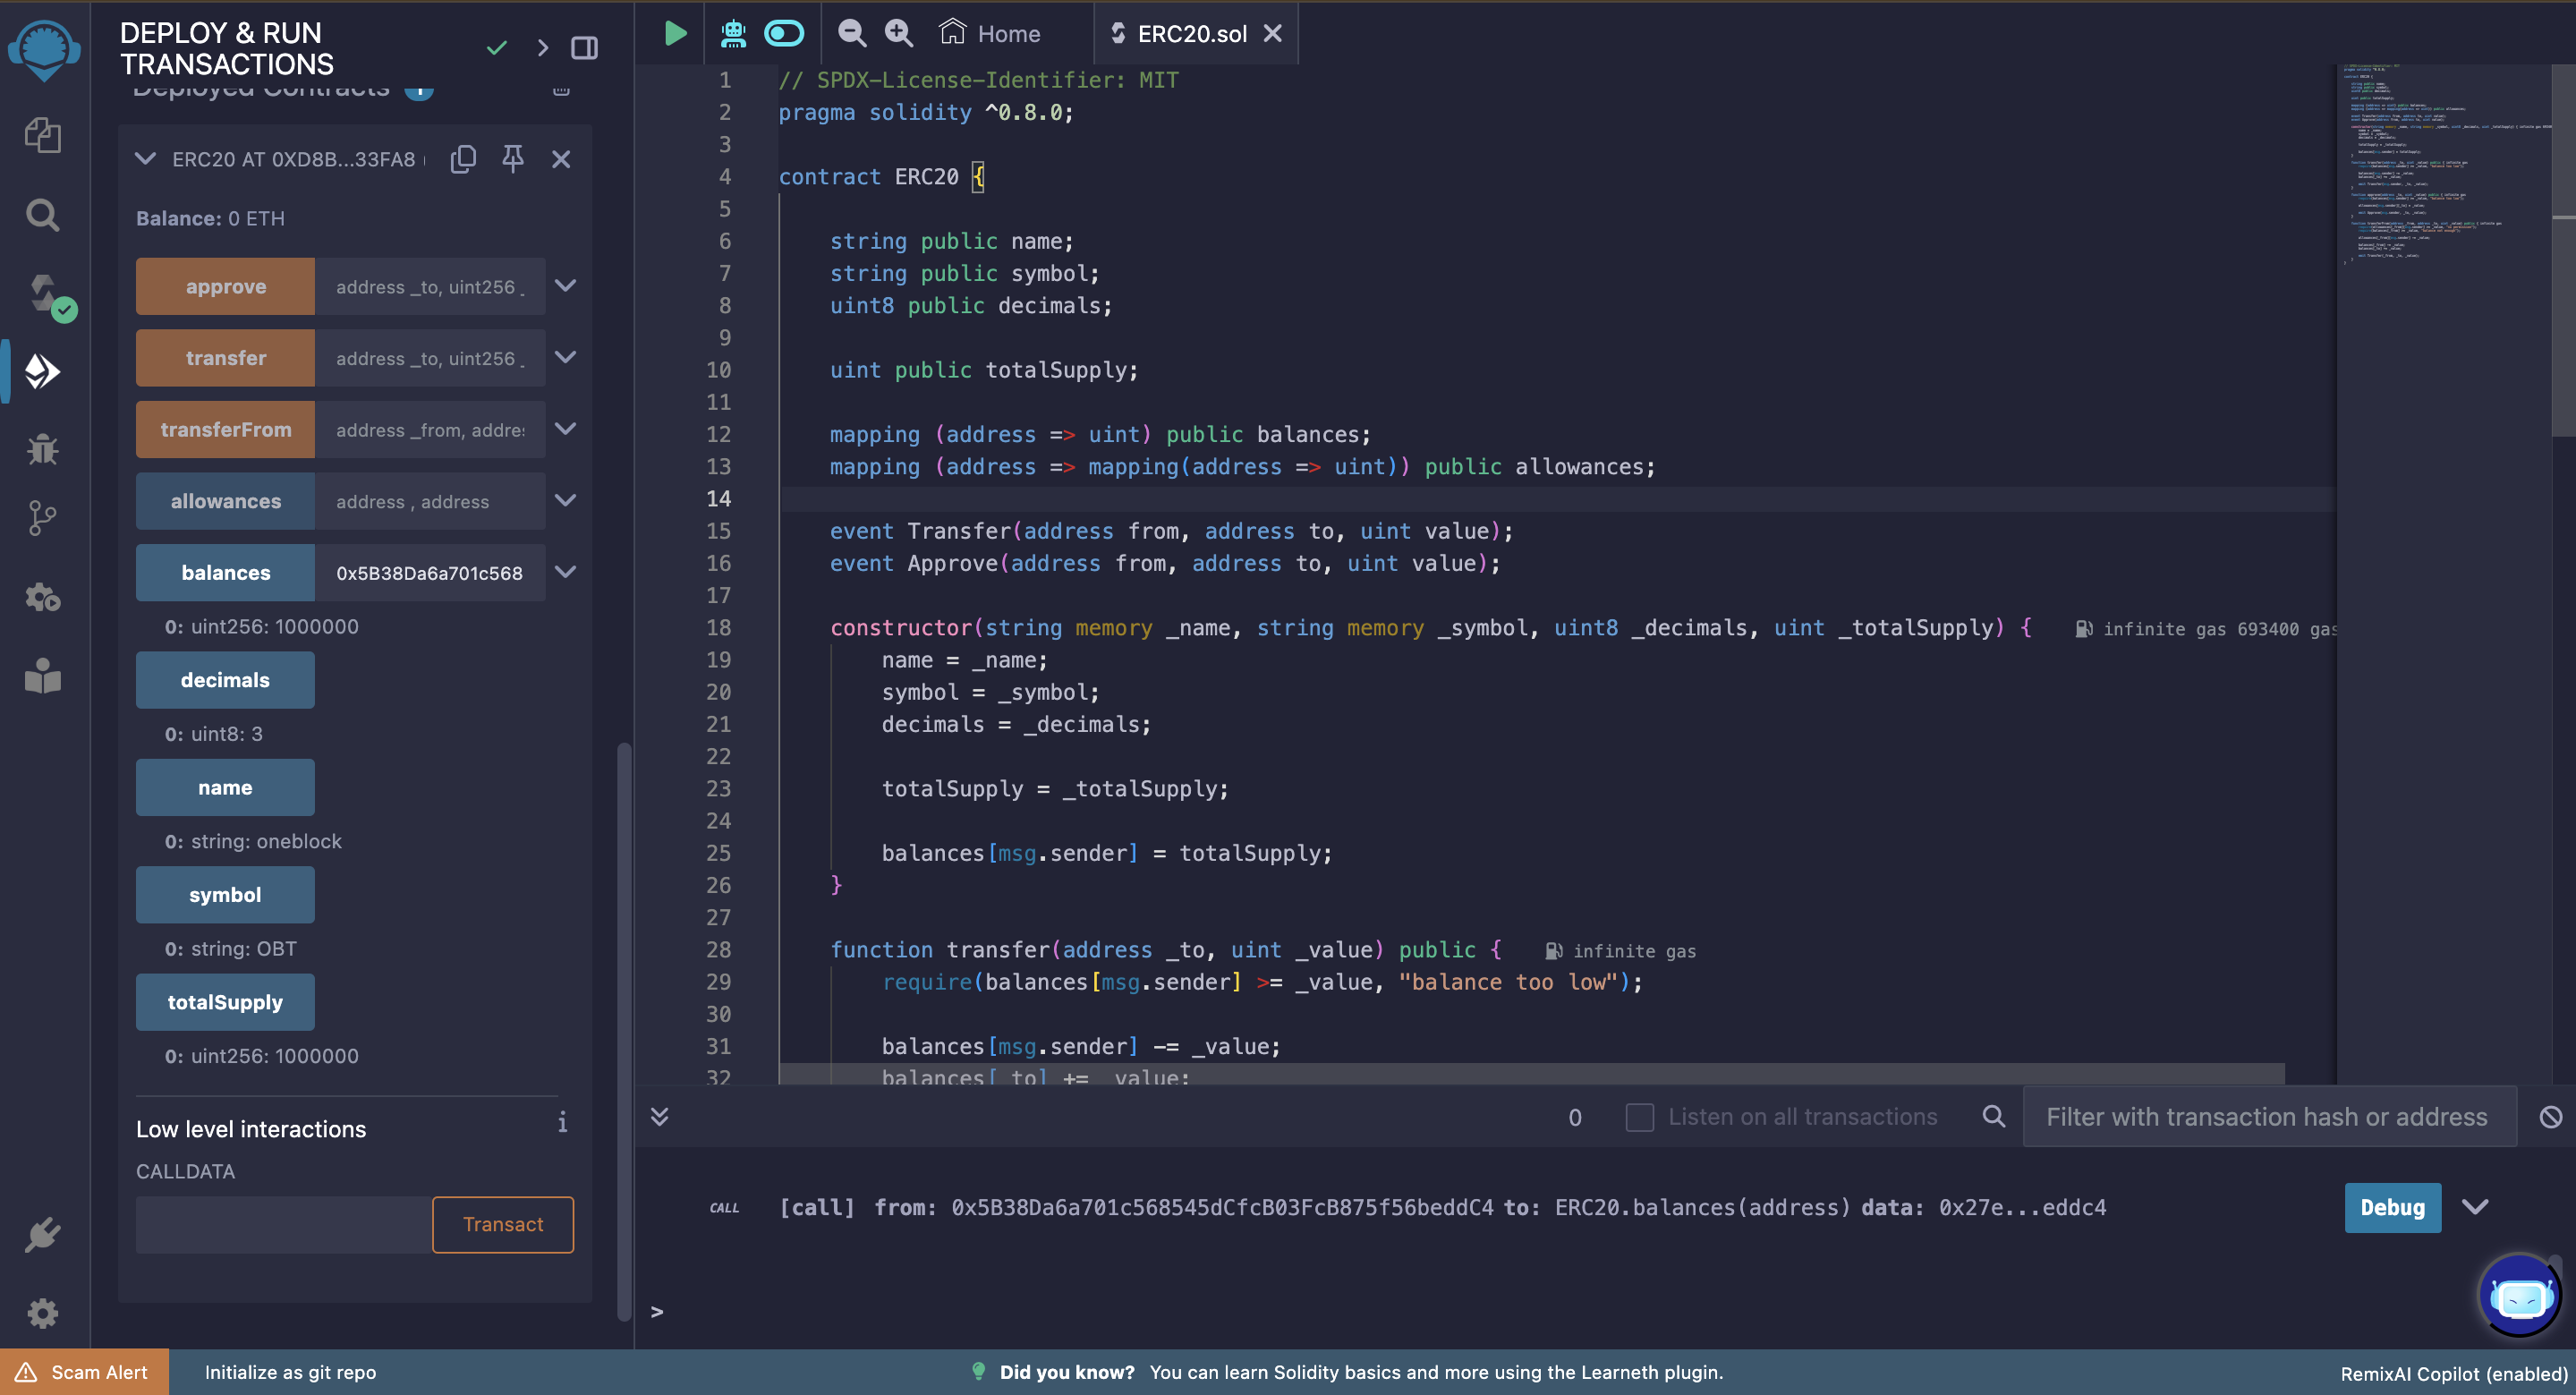 DEPLOY & RUN
TRANSACTIONS
Deployed Contracts 1
ERC20 AT 0XD8B...33FA8 (
Balance: 0 ETH
approve address _to, uint256 _
transfer address _to, uint256 _
transferFrom address _from, addres
allowances address , address
balances 0x5B38Da6a701c568
0: uint256: 1000000
decimals
0: uint8: 3
name
0: string: oneblock
symbol
0: string: OBT
totalSupply
0: uint256: 1000000
Low level interactions i
CALLDATA
Transact
Home
ERC20.sol
1 // SPDX-License-Identifier: MIT
2 pragma solidity ^0.8.0;
3
4 contract ERC20 {
5
6 string public name;
7 string public symbol;
8 uint8 public decimals;
9
10 uint public totalSupply;
11
12 mapping (address => uint) public balances;
13 mapping (address => mapping(address => uint)) public allowances;
14
15 event Transfer(address from, address to, uint value);
16 event Approve(address from, address to, uint value);
17
18 constructor(string memory _name, string memory _symbol, uint8 _decimals, uint _totalSupply) { infinite gas 693400 gas
19 name = _name;
20 symbol = _symbol;
21 decimals = _decimals;
22
23 totalSupply = _totalSupply;
24
25 balances[msg.sender] = totalSupply;
26 }
27
28 function transfer(address _to, uint _value) public { infinite gas
29 require(balances[msg.sender] >= _value, "balance too low");
30
31 balances[msg.sender] -= _value;
32 balances[_to] += _value;
0 Listen on all transactions Filter with transaction hash or address
CALL [call] from: 0x5B38Da6a701c568545dCfcB03FcB875f56beddC4 to: ERC20.balances(address) data: 0x27e...eddc4 Debug
>
Scam Alert Initialize as git repo Did you know? You can learn Solidity basics and more using the Learneth plugin. RemixAI Copilot (enabled)